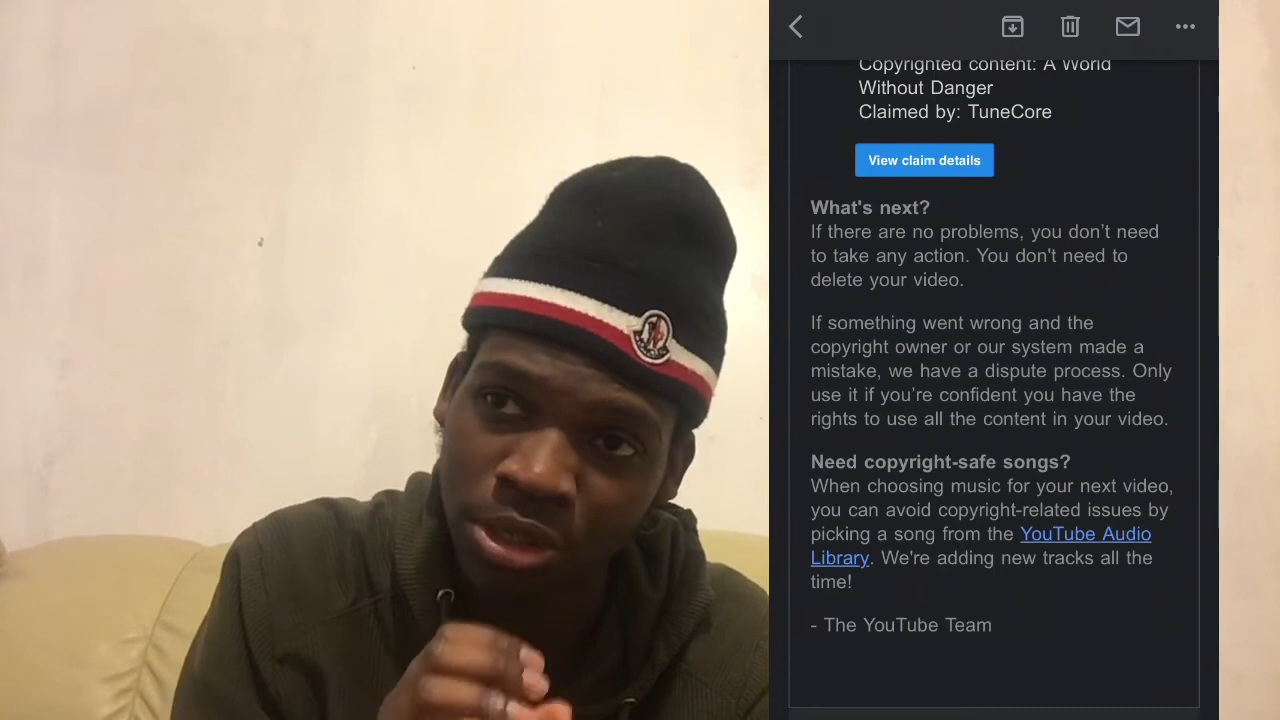 Copyrighted content: A World
Without Danger
Claimed by: TuneCore
View claim details
What's next?
If there are no problems, you don’t need
to take any action. You don't need to
delete your video.
If something went wrong and the
copyright owner or our system made a
mistake, we have a dispute process. Only
use it if you’re confident you have the
rights to use all the content in your video.
Need copyright-safe songs?
When choosing music for your next video,
you can avoid copyright-related issues by
picking a song from the YouTube Audio
Library. We're adding new tracks all the
time!
- The YouTube Team